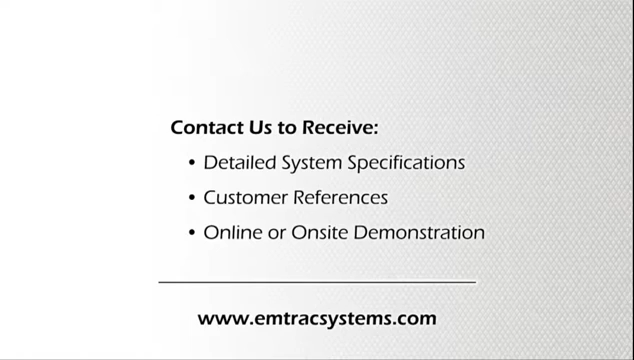 Contact Us to Receive:
• Detailed System Specifications
• Customer References
• Online or Onsite Demonstration
www.emtracsystems.com